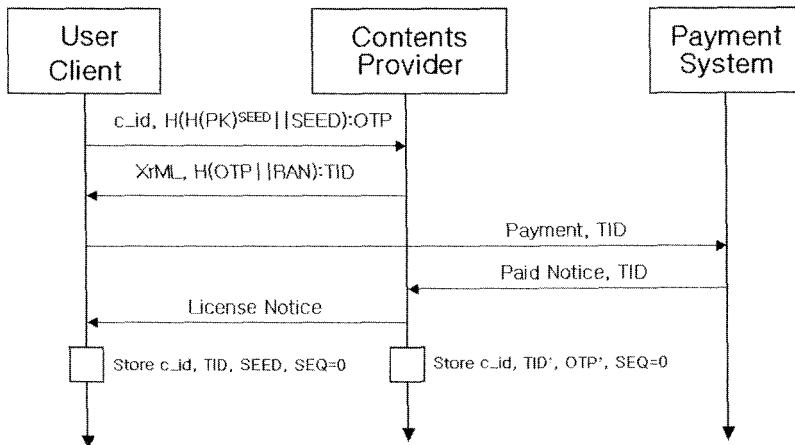 User
Client
Contents
Provider
Payment
System
c_id, H(H(PK)^SEED||SEED):OTP
XrML, H(OTP||RAN):TID
Payment, TID
Paid Notice, TID
License Notice
Store c_id, TID, SEED, SEQ=0
Store c_id, TID', OTP', SEQ=0